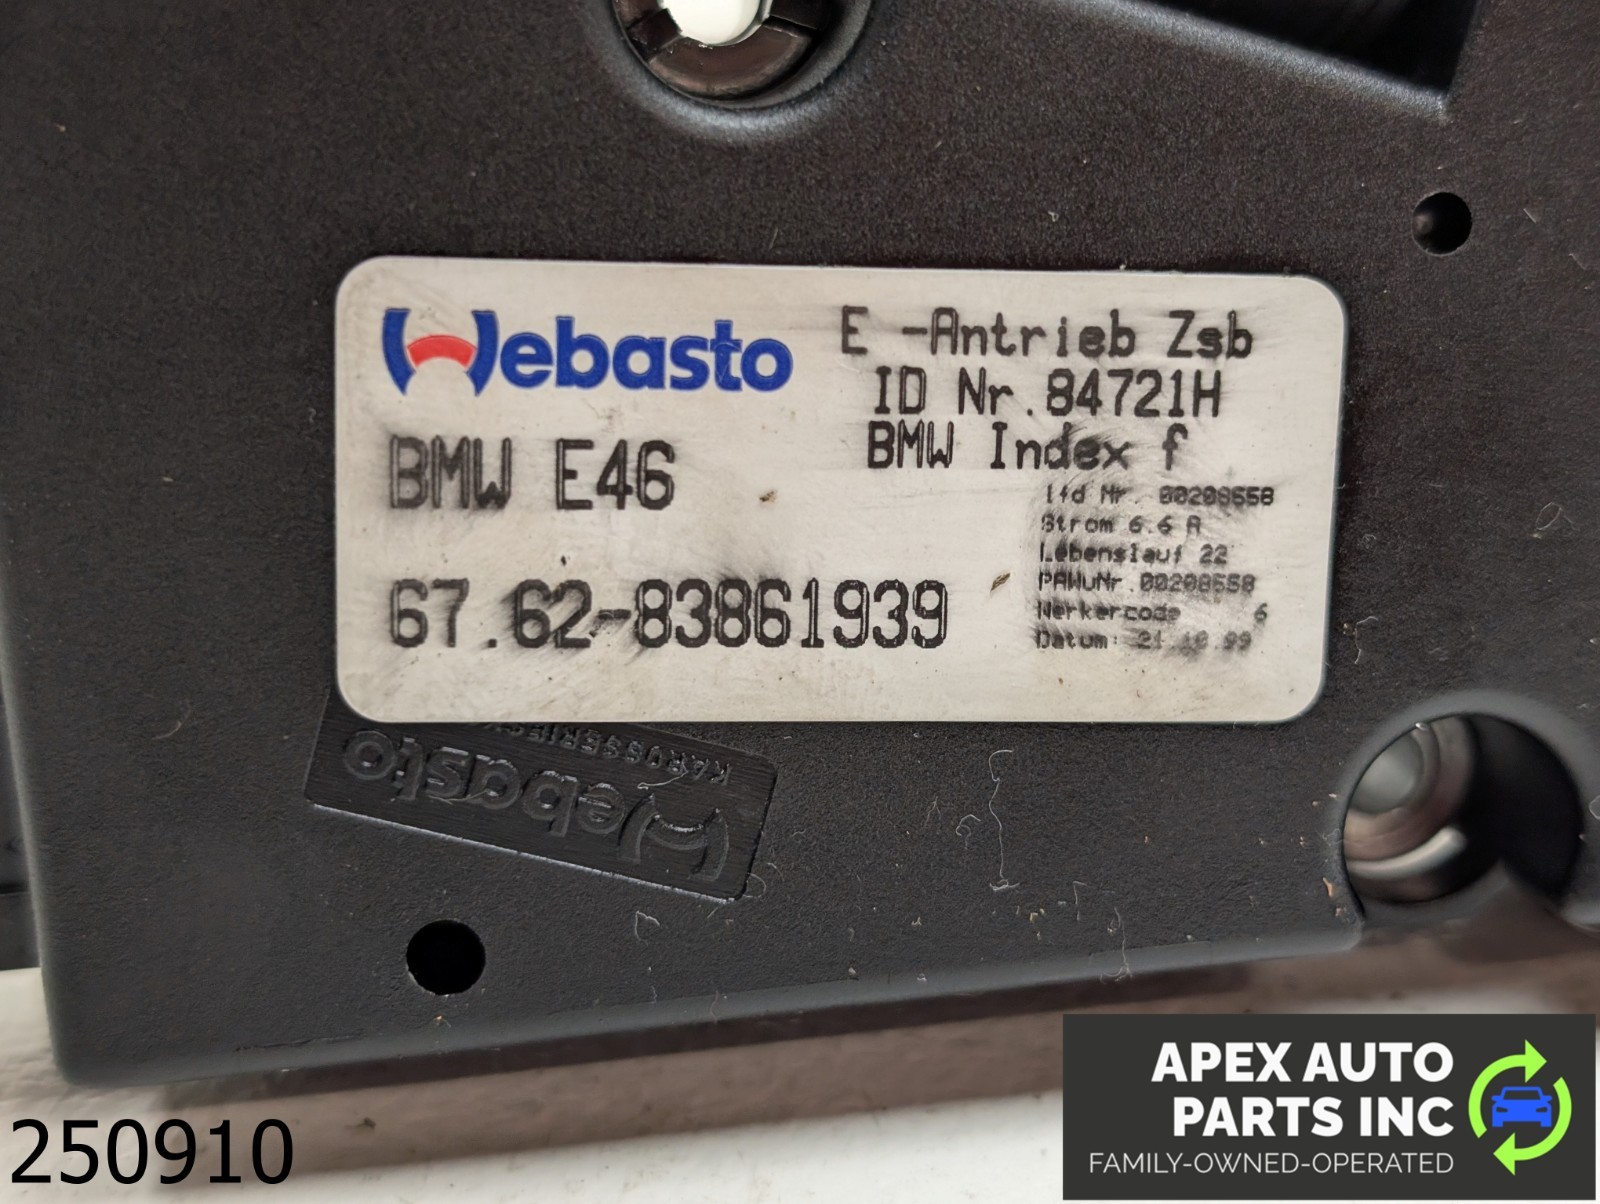 Webasto
E -Antrieb Zsb
ID Nr.84721H
BMW Index f
BMW E46
67.62-83861939
lfd Nr. 00208558
Strom 6.6 A
Lebenslauf 22
PAWuNr.00208558
Werkercode 6
Datum: 21.10.99
KAROSSERIE
Webasto
250910
APEX AUTO
PARTS INC
FAMILY-OWNED-OPERATED